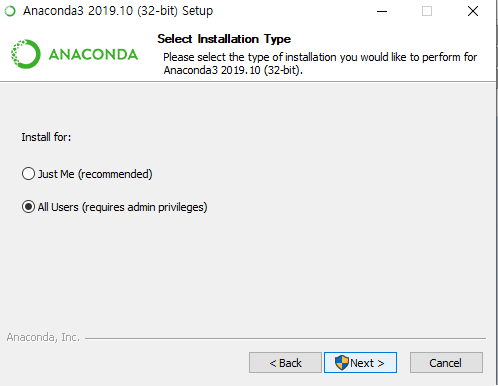 Anaconda3 2019.10 (32-bit) Setup
ANACONDA
Select Installation Type
Please select the type of installation you would like to perform for
Anaconda3 2019.10 (32-bit).
Install for:
Just Me (recommended)
All Users (requires admin privileges)
Anaconda, Inc.
< Back
Next >
Cancel